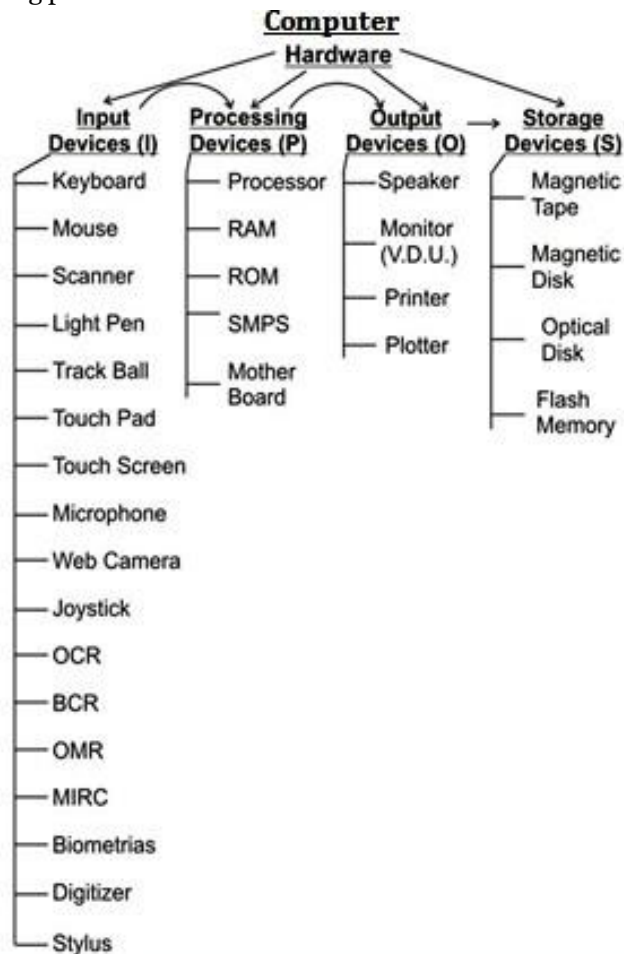 g p
Computer
Hardware
Input
Devices (I)
Processing
Devices (P)
Output
Devices (O)
Storage
Devices (S)
Keyboard
Mouse
Scanner
Light Pen
Track Ball
Touch Pad
Touch Screen
Microphone
Web Camera
Joystick
OCR
BCR
OMR
MIRC
Biometrias
Digitizer
Stylus
Processor
RAM
ROM
SMPS
Mother
Board
Speaker
Monitor
(V.D.U.)
Printer
Plotter
Magnetic
Tape
Magnetic
Disk
Optical
Disk
Flash
Memory